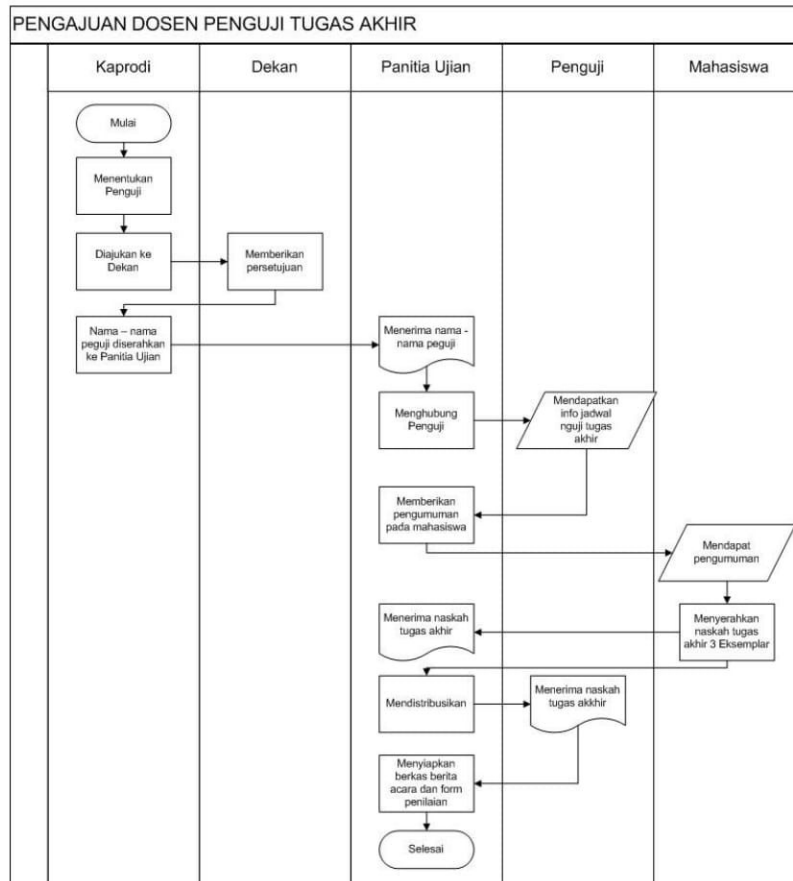 PENGAJUAN DOSEN PENGUJI TUGAS AKHIR
Kaprodi
Dekan
Panitia Ujian
Penguji
Mahasiswa
Mulai
Menentukan
Penguji
Diajukan ke
Dekan
Memberikan
persetujuan
Nama – nama
peguji diserahkan
ke Panitia Ujian
Menerima nama -
nama peguji
Menghubung
Penguji
Mendapatkan
info jadwal
nguji tugas
akhir
Memberikan
pengumuman
pada mahasiswa
Mendapat
pengumuman
Menyerahkan
naskah tugas
akhir 3 Eksemplar
Menerima naskah
tugas akhir
Mendistribusikan
Menerima naskah
tugas akkhir
Menyiapkan
berkas berita
acara dan form
penilaian
Selesai